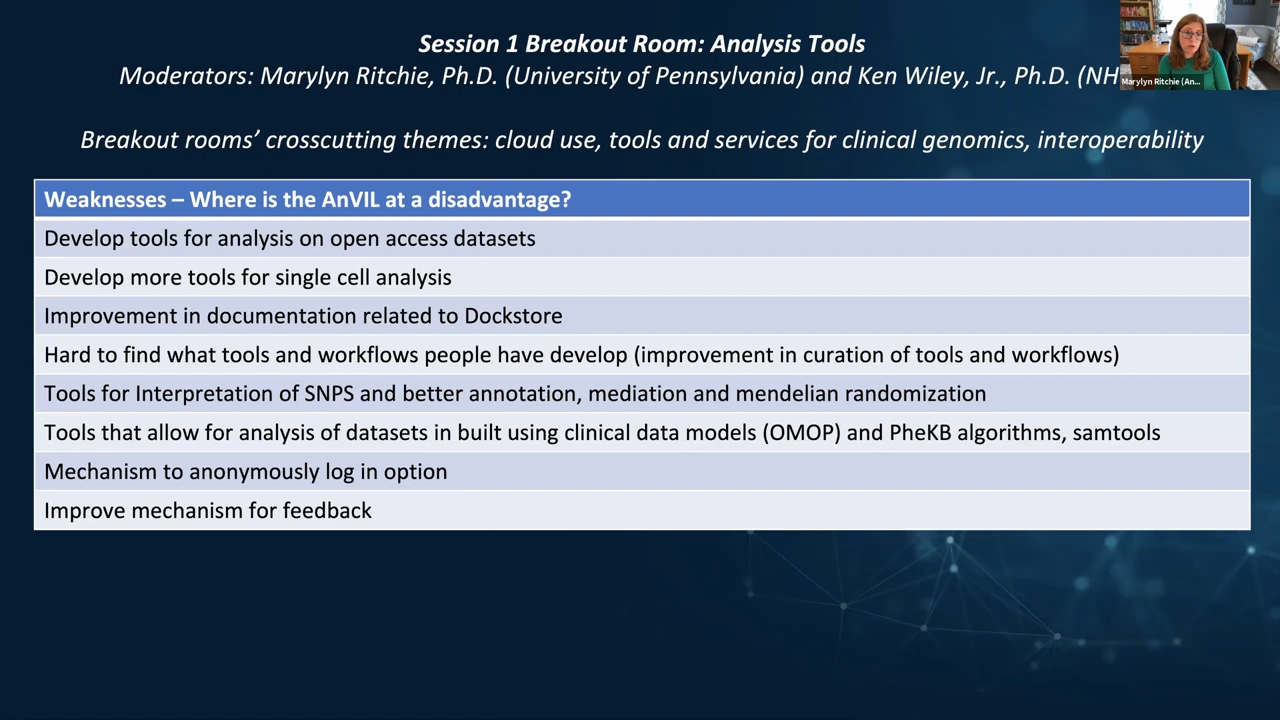 Session 1 Breakout Room: Analysis Tools
Moderators: Marylyn Ritchie, Ph.D. (University of Pennsylvania) and Ken Wiley, Jr., Ph.D. (NH
Marylyn Ritchie (An...
Breakout rooms’ crosscutting themes: cloud use, tools and services for clinical genomics, interoperability
Weaknesses – Where is the AnVIL at a disadvantage?
Develop tools for analysis on open access datasets
Develop more tools for single cell analysis
Improvement in documentation related to Dockstore
Hard to find what tools and workflows people have develop (improvement in curation of tools and workflows)
Tools for Interpretation of SNPS and better annotation, mediation and mendelian randomization
Tools that allow for analysis of datasets in built using clinical data models (OMOP) and PheKB algorithms, samtools
Mechanism to anonymously log in option
Improve mechanism for feedback